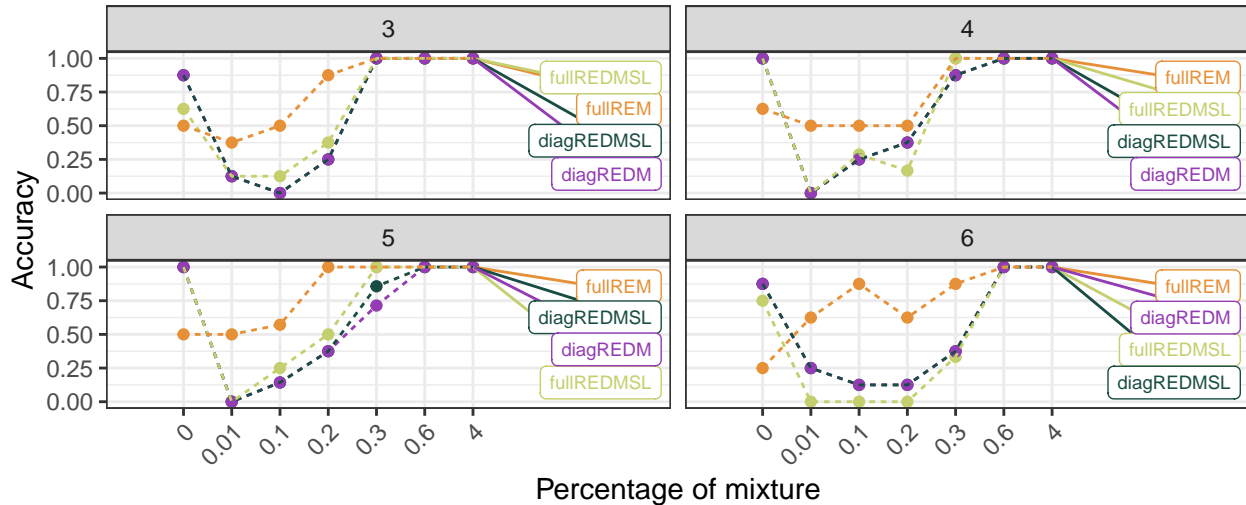 3
4
1.00
0.75
0.50
0.25
0.00
fullREDMSL
fullREM
diagREDMSL
diagREDM
fullREM
fullREDMSL
diagREDMSL
diagREDM
Accuracy
5
6
1.00
0.75
0.50
0.25
0.00
fullREM
diagREDMSL
diagREDM
fullREDMSL
fullREM
diagREDM
fullREDMSL
diagREDMSL
0 0.01 0.1 0.2 0.3 0.6 4
0 0.01 0.1 0.2 0.3 0.6 4
Percentage of mixture